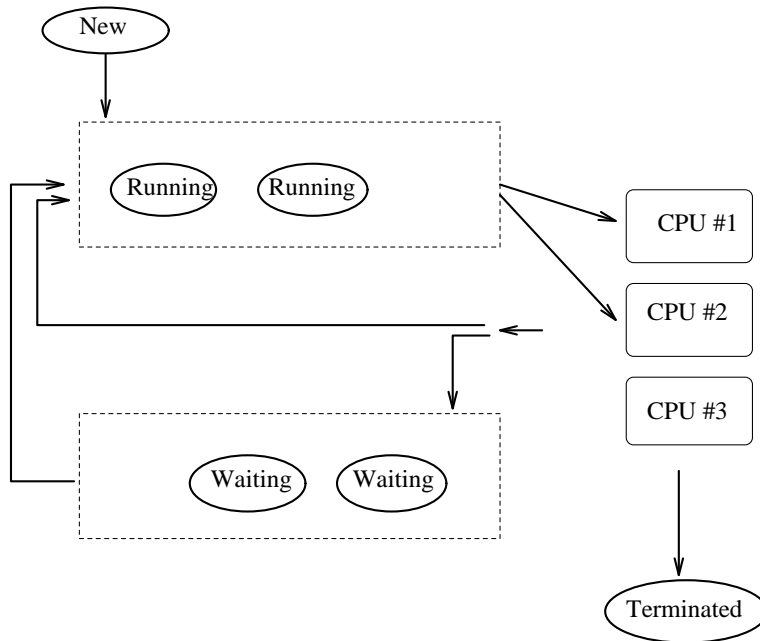 New
Running Running
CPU #1
CPU #2
CPU #3
Waiting Waiting
Terminated